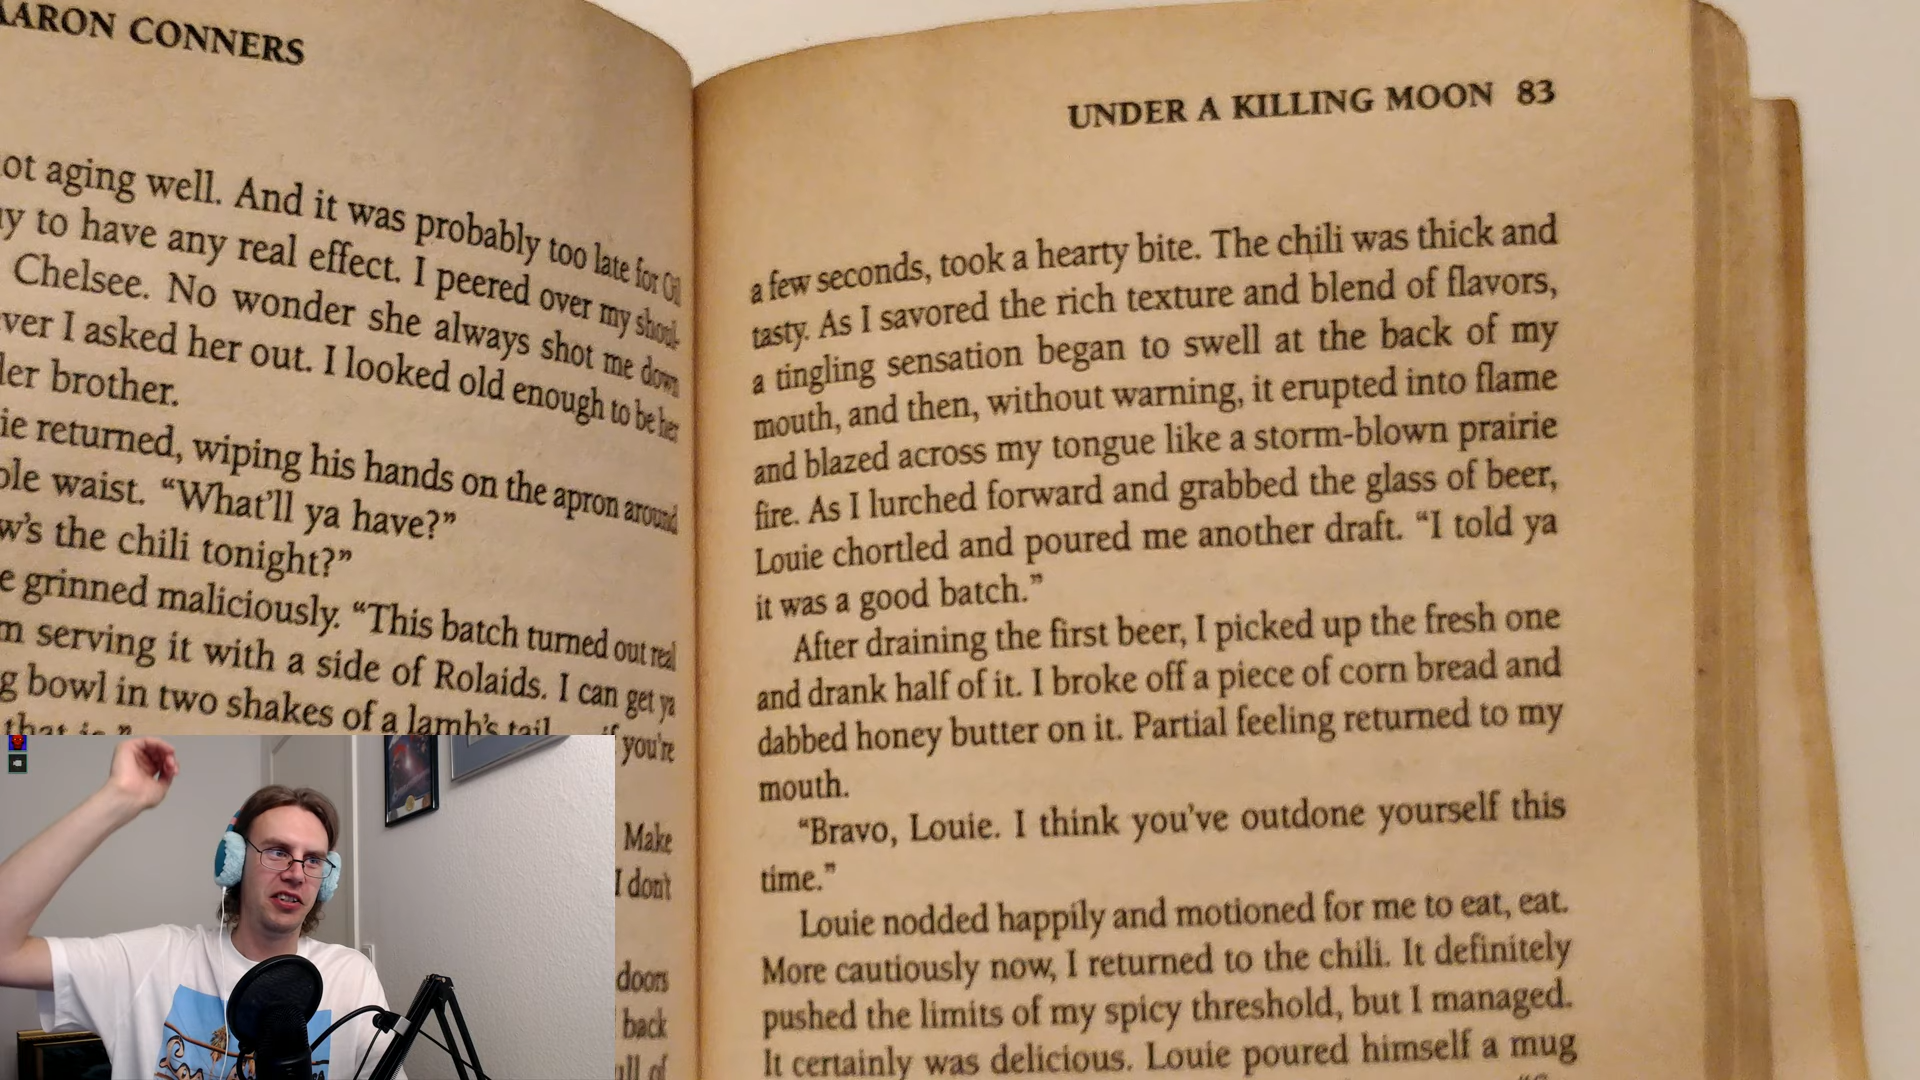 AARON CONNERS
ot aging well. And it was probably too late for Oil
y to have any real effect. I peered over my shoul-
Chelsee. No wonder she always shot me down
ver I asked her out. I looked old enough to be her
der brother.
ie returned, wiping his hands on the apron around
ple waist. “What’ll ya have?”
w’s the chili tonight?”
e grinned maliciously. “This batch turned out real
m serving it with a side of Rolaids. I can get ya
g bowl in two shakes of a lamb’s tail
if you’re
that is.”
Make
I don’t
doors
back
ull of
UNDER A KILLING MOON 83
a few seconds, took a hearty bite. The chili was thick and
tasty. As I savored the rich texture and blend of flavors,
a tingling sensation began to swell at the back of my
mouth, and then, without warning, it erupted into flame
and blazed across my tongue like a storm-blown prairie
fire. As I lurched forward and grabbed the glass of beer,
Louie chortled and poured me another draft. “I told ya
it was a good batch.”
After draining the first beer, I picked up the fresh one
and drank half of it. I broke off a piece of corn bread and
dabbed honey butter on it. Partial feeling returned to my
mouth.
“Bravo, Louie. I think you’ve outdone yourself this
time.”
Louie nodded happily and motioned for me to eat, eat.
More cautiously now, I returned to the chili. It definitely
pushed the limits of my spicy threshold, but I managed.
It certainly was delicious. Louie poured himself a mug